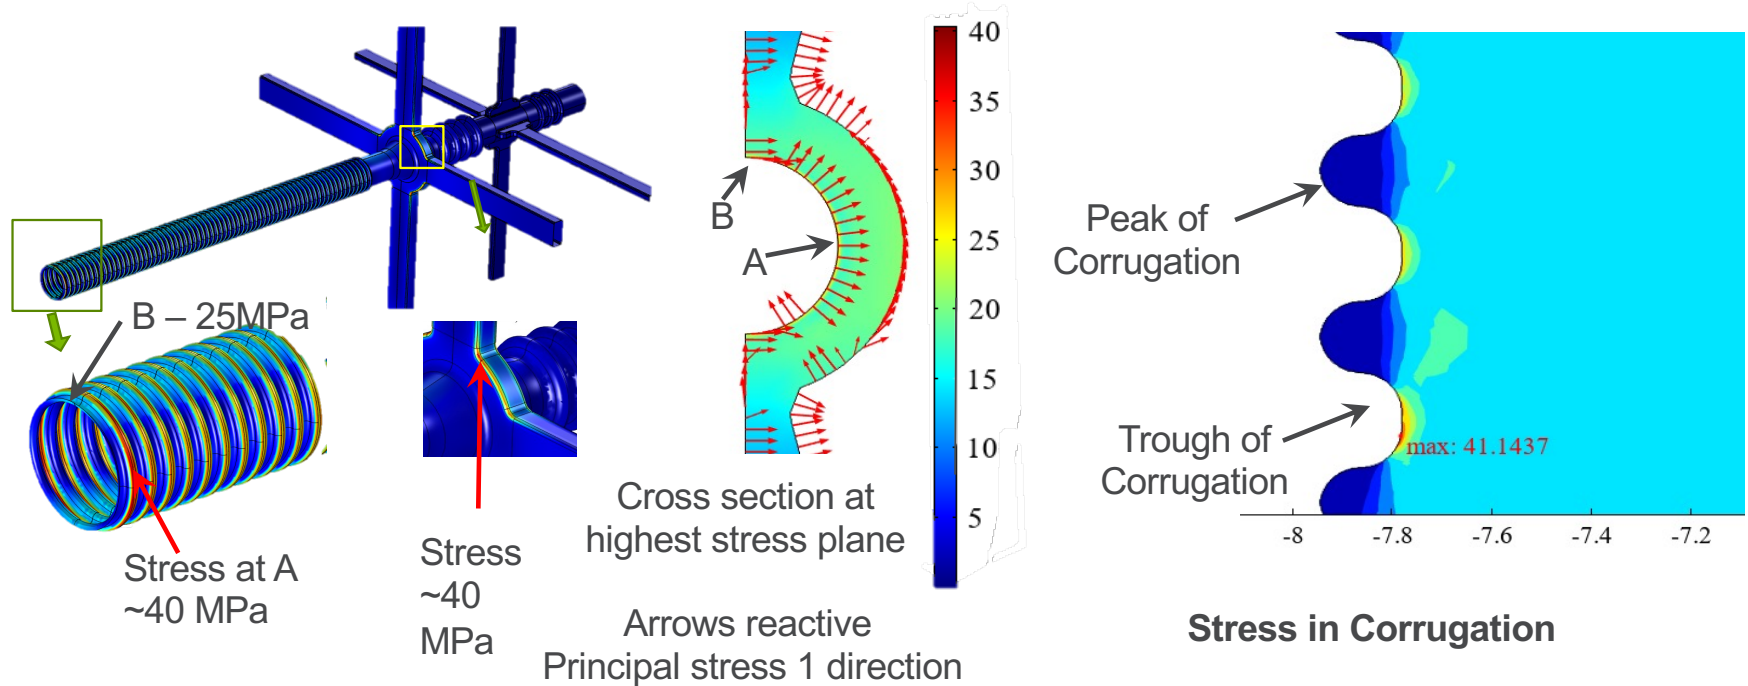 B – 25MPa
Stress at A
~40 MPa
Stress
~40
MPa
B
A
Cross section at
highest stress plane
Arrows reactive
Principal stress 1 direction
40
35
30
25
20
15
10
5
Peak of
Corrugation
Trough of
Corrugation
max: 41.1437
-8
-7.8
-7.6
-7.4
-7.2
Stress in Corrugation